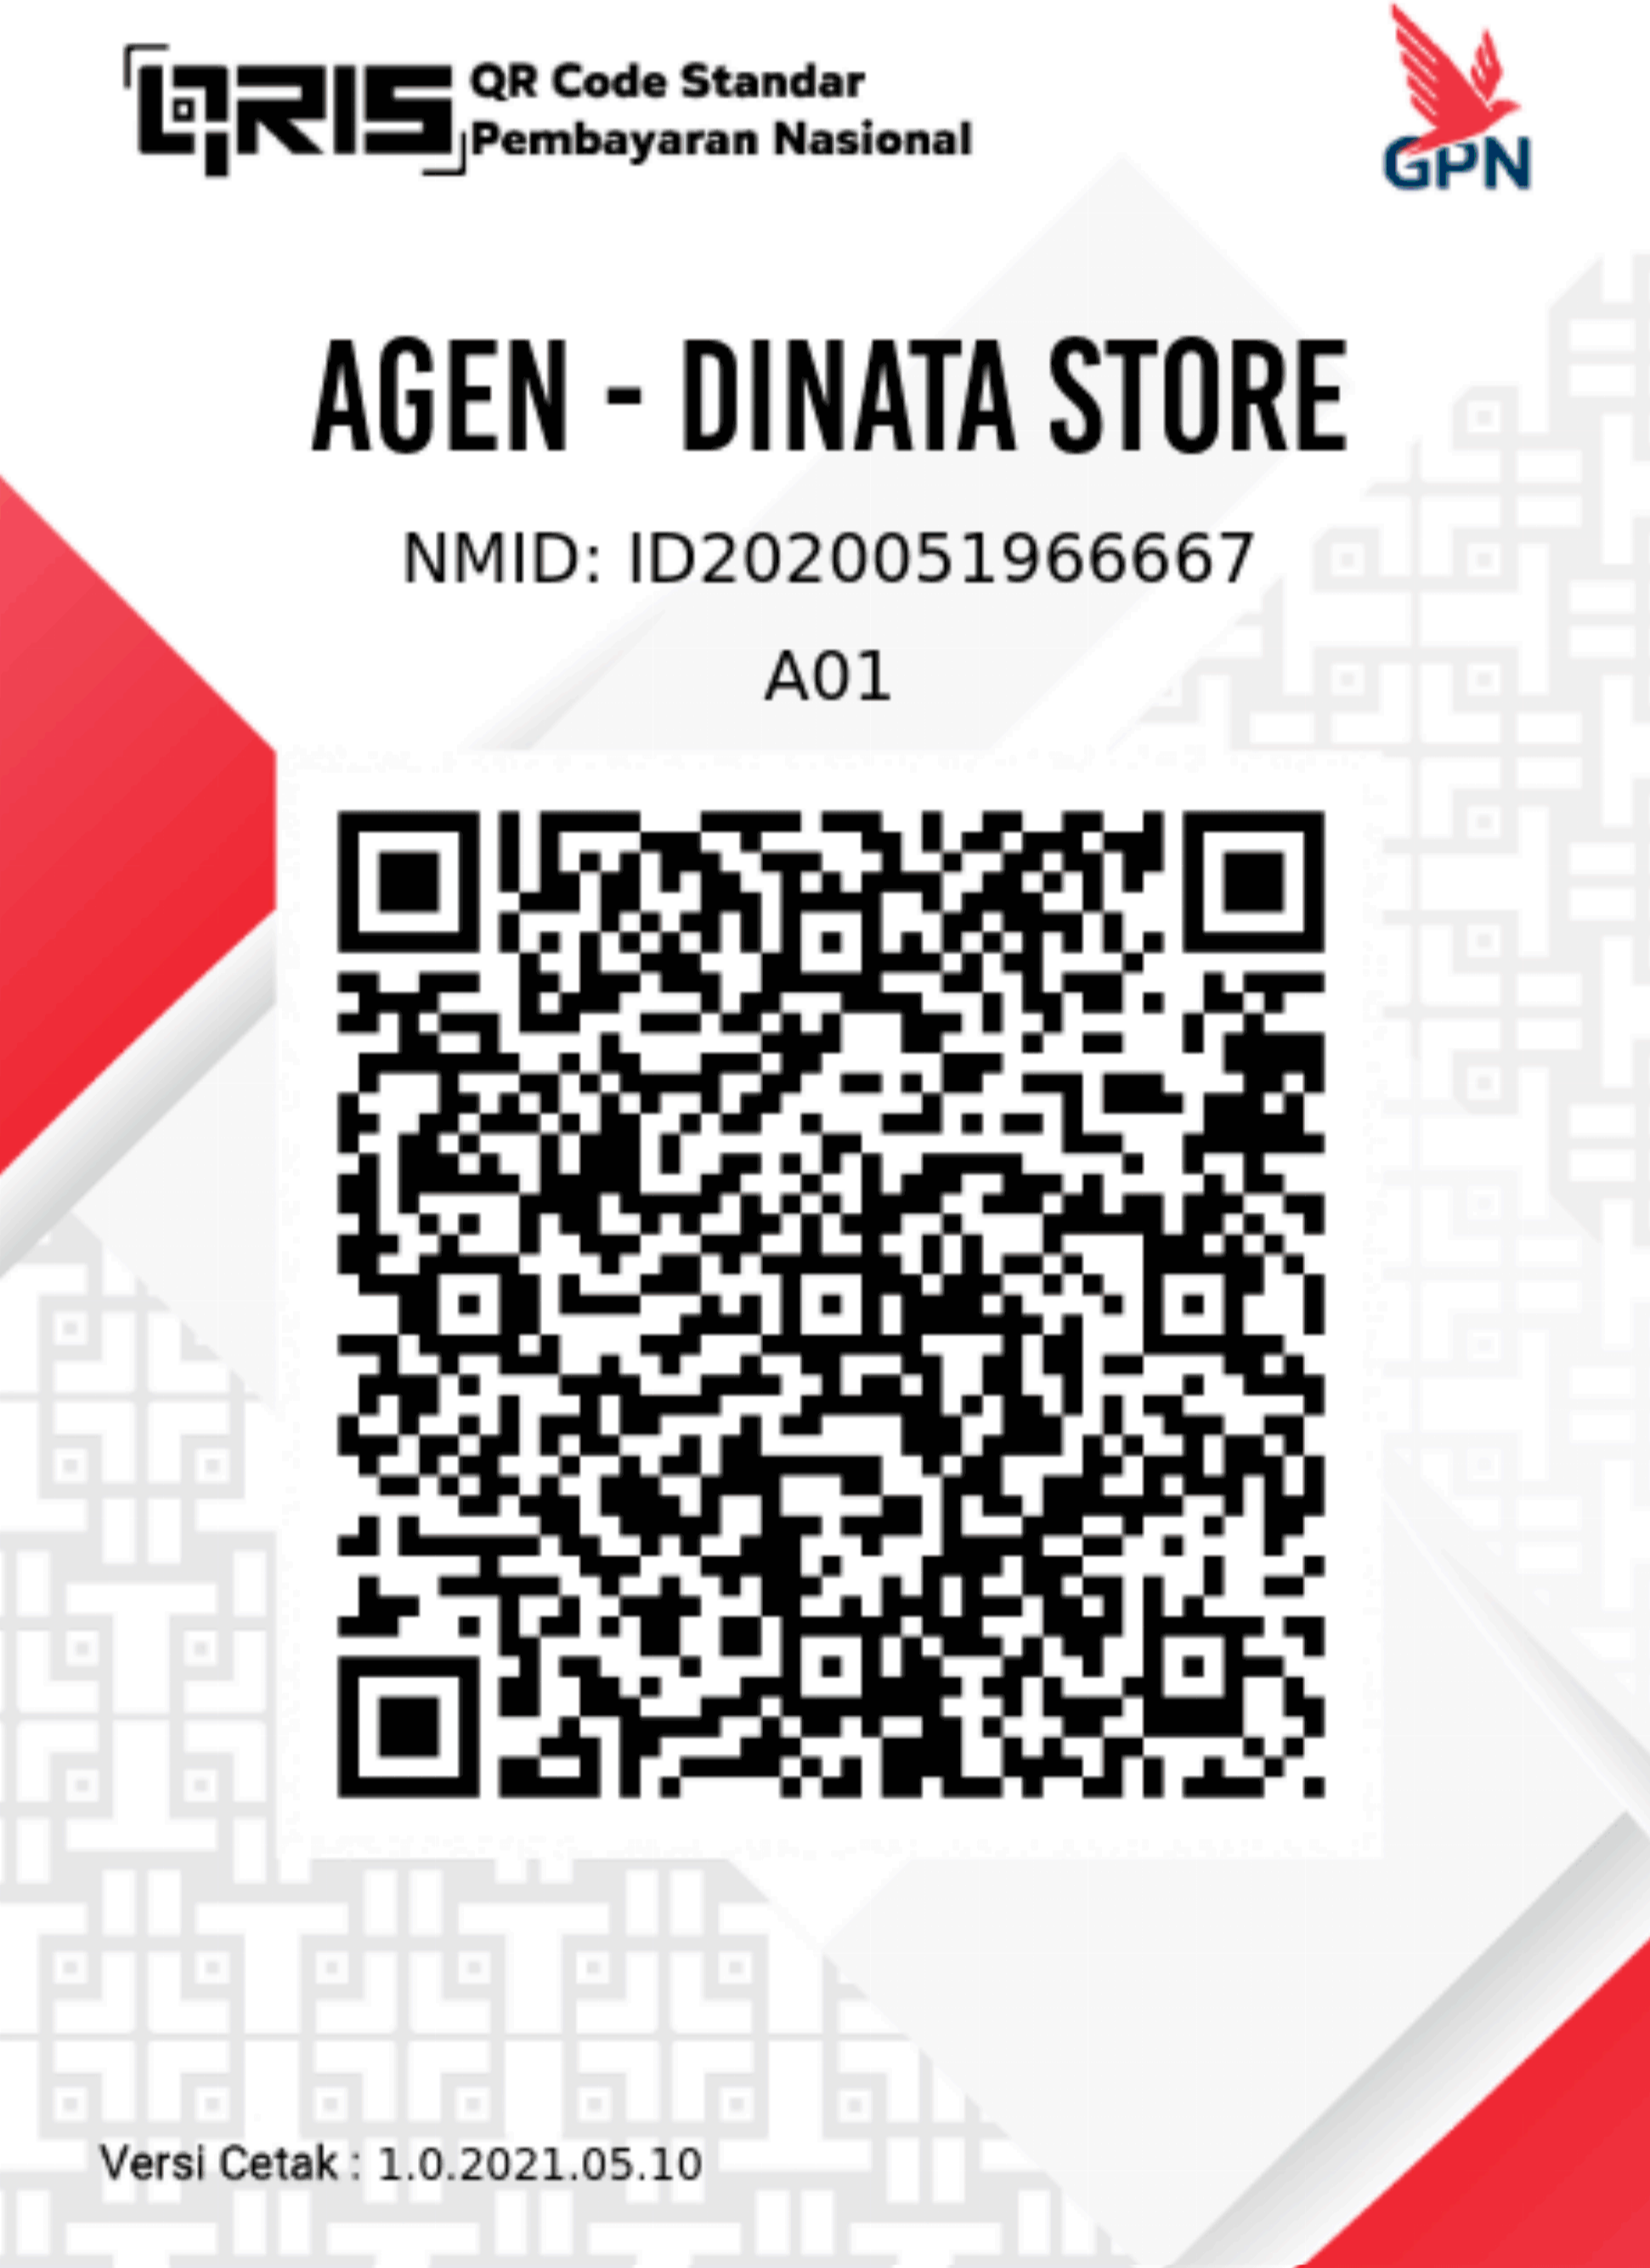 QRIS QR Code Standar
Pembayaran Nasional
GPN
AGEN - DINATA STORE
NMID: ID2020051966667
A01
Versi Cetak : 1.0.2021.05.10